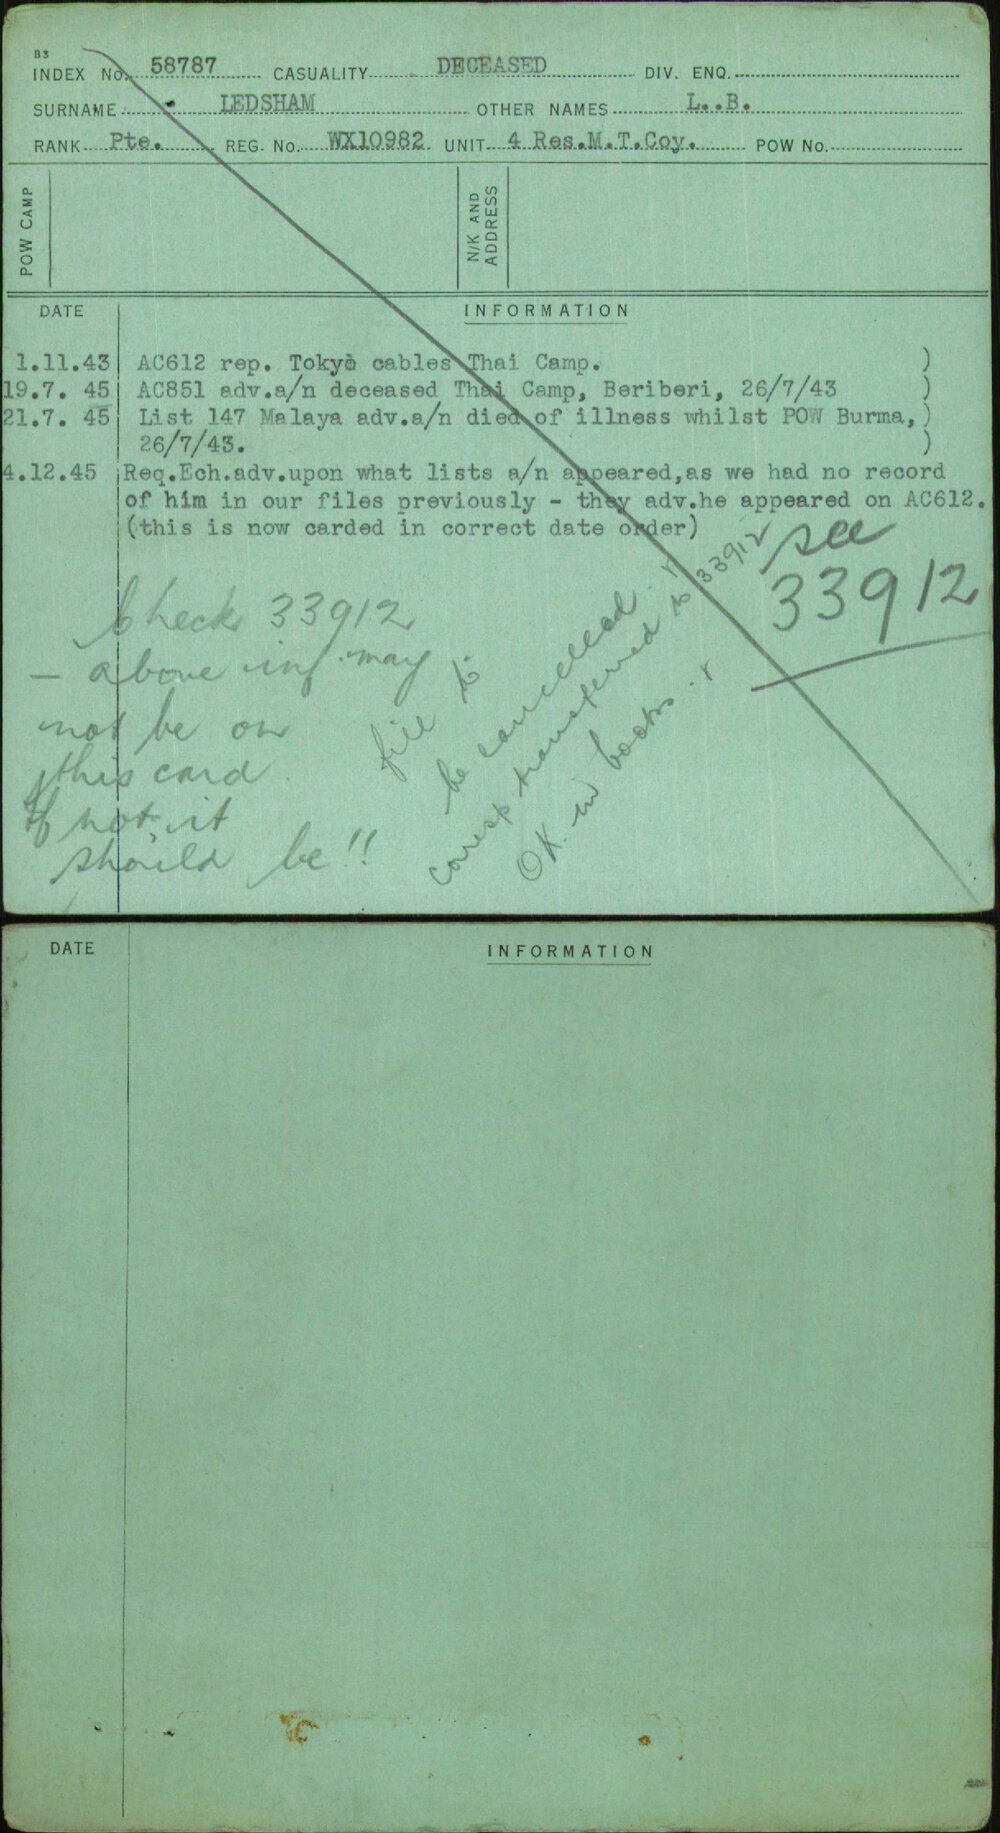 B3
INDEX No. 58787 CASUALITY DECEASED DIV. ENQ.
SURNAME LEDSHAM OTHER NAMES L..B.
RANK Pte. REG. No. WX10982 UNIT 4 Res.M.T.Coy. POW No.
POW CAMP
N/K AND
ADDRESS
DATE INFORMATION
1.11.43 AC612 rep. Tokyo cables Thai Camp. )
19.7. 45 AC851 adv.a/n deceased Thai Camp, Beriberi, 26/7/43 )
21.7. 45 List 147 Malaya adv.a/n died of illness whilst POW Burma, )
26/7/43. )
4.12.45 Req.Ech.adv.upon what lists a/n appeared,as we had no record
of him in our files previously - they adv.he appeared on AC612.
(this is now carded in correct date order)
see
33912
Check 33912
- above inf. may
not be on
this card.
If not, it
should be!!
file to
be cancelled
corresp transferred to 33912
OK in books.
DATE INFORMATION